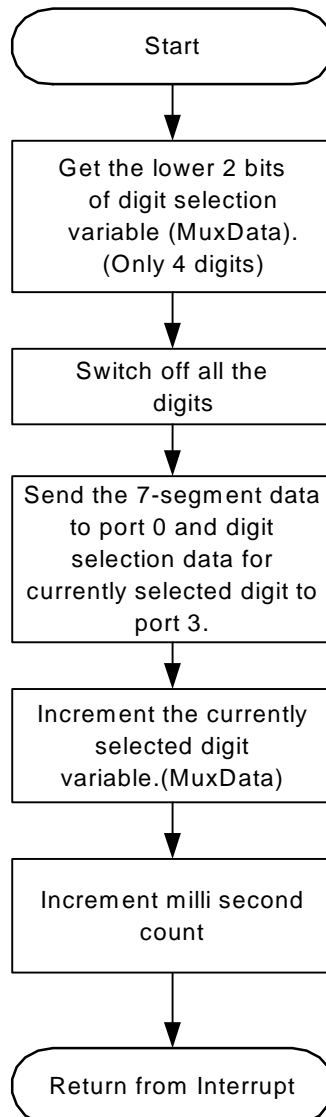 Start
Get the lower 2 bits
of digit selection
variable (MuxData).
(Only 4 digits)
Switch off all the
digits
Send the 7-segment data
to port 0 and digit
selection data for
currently selected digit to
port 3.
Increment the currently
selected digit
variable.(MuxData)
Increment milli second
count
Return from Interrupt